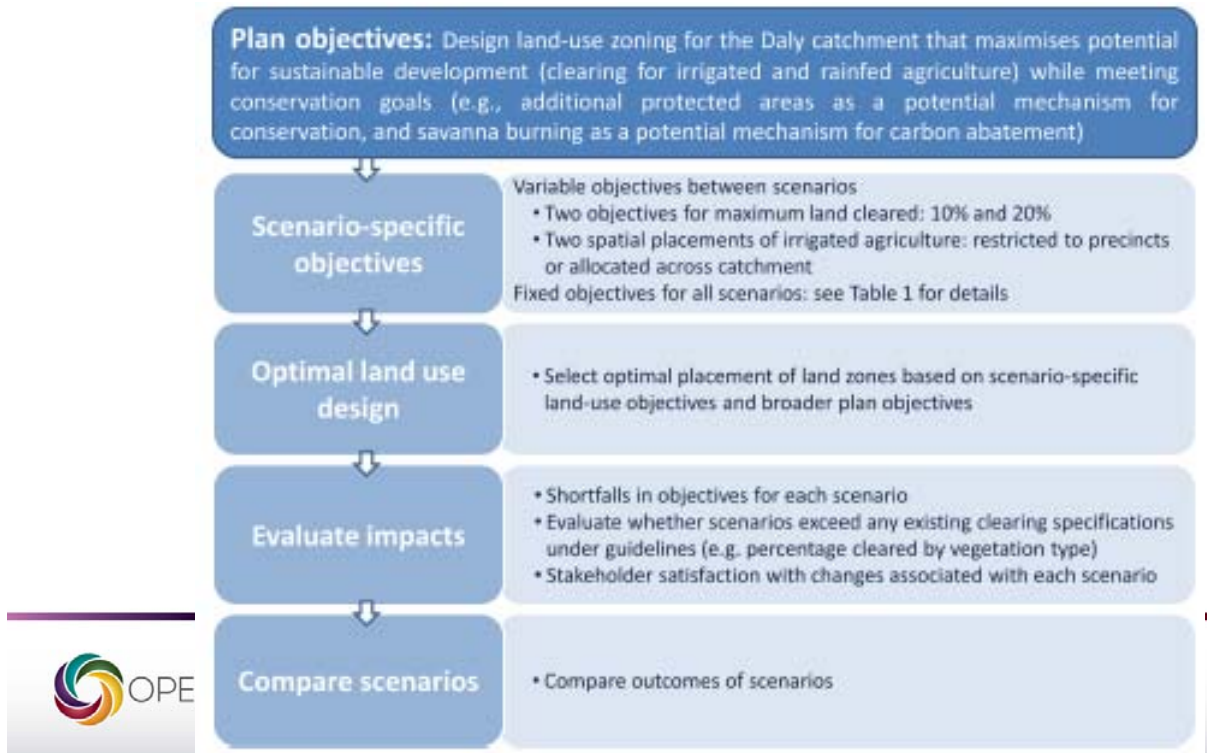 Plan objectives: Design land-use zoning for the Daly catchment that maximises potential
for sustainable development (clearing for irrigated and rainfed agriculture) while meeting
conservation goals (e.g., additional protected areas as a potential mechanism for
conservation, and savanna burning as a potential mechanism for carbon abatement)
Scenario-specific
objectives
Variable objectives between scenarios
• Two objectives for maximum land cleared: 10% and 20%
• Two spatial placements of irrigated agriculture: restricted to precincts
or allocated across catchment
Fixed objectives for all scenarios: see Table 1 for details
Optimal land use
design
• Select optimal placement of land zones based on scenario-specific
land-use objectives and broader plan objectives
Evaluate impacts
• Shortfalls in objectives for each scenario
• Evaluate whether scenarios exceed any existing clearing specifications
under guidelines (e.g. percentage cleared by vegetation type)
• Stakeholder satisfaction with changes associated with each scenario
Compare scenarios
• Compare outcomes of scenarios
OPE